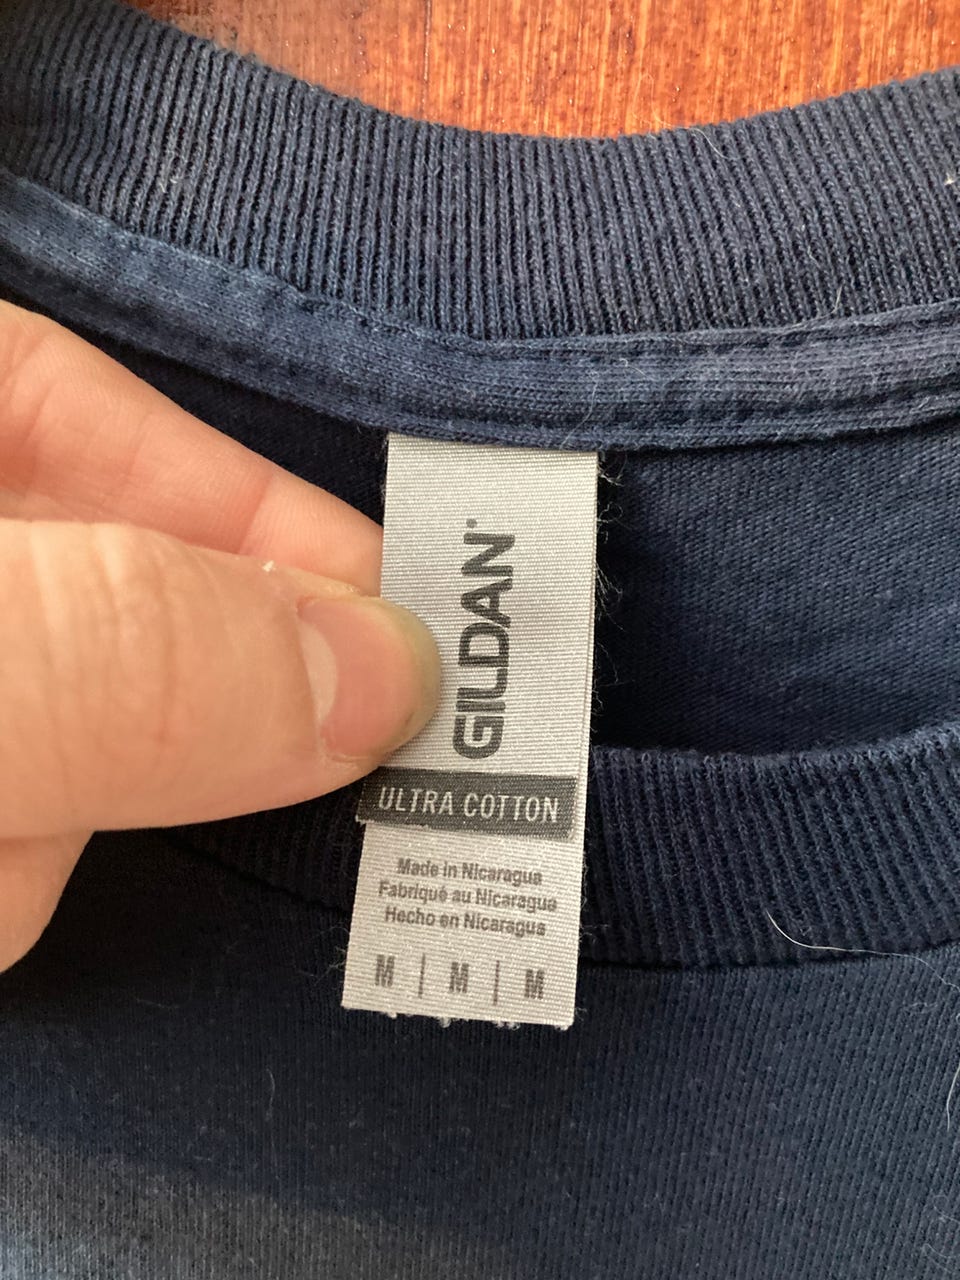 GILDAN
ULTRA COTTON
Made in Nicaragua
Fabriqué au Nicaragua
Hecho en Nicaragua
M | M | M